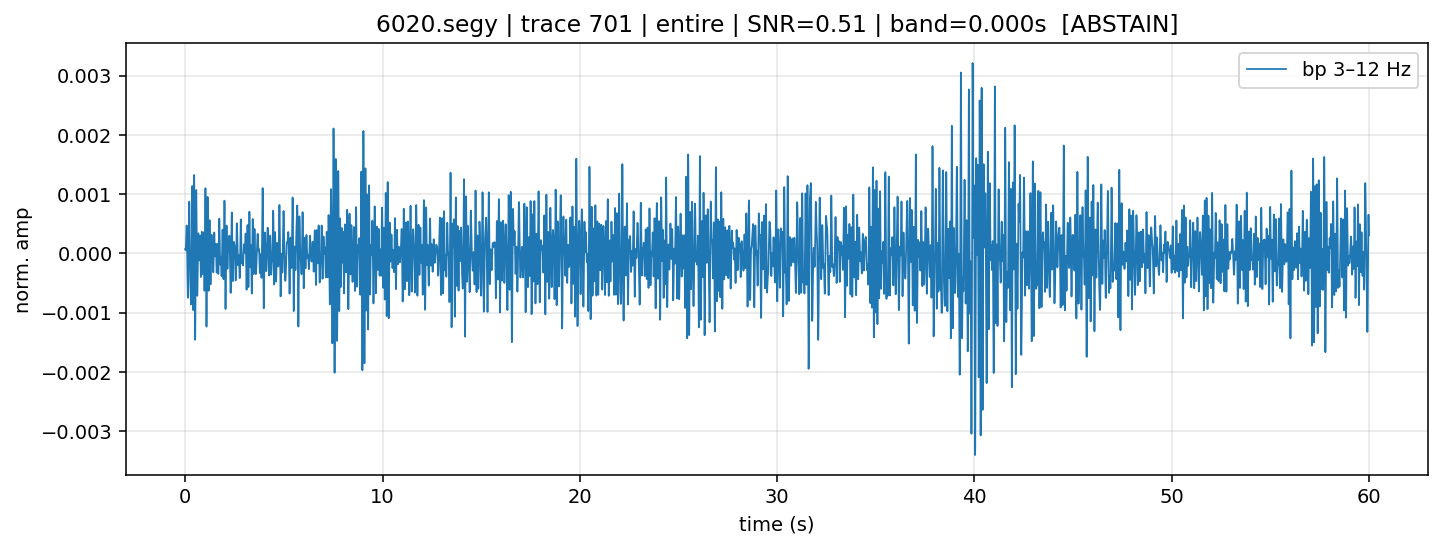 6020.segy | trace 701 | entire | SNR=0.51 | band=0.000s  [ABSTAIN]
bp 3–12 Hz
norm. amp
0.003
0.002
0.001
0.000
−0.001
−0.002
−0.003
0 10 20 30 40 50 60
time (s)